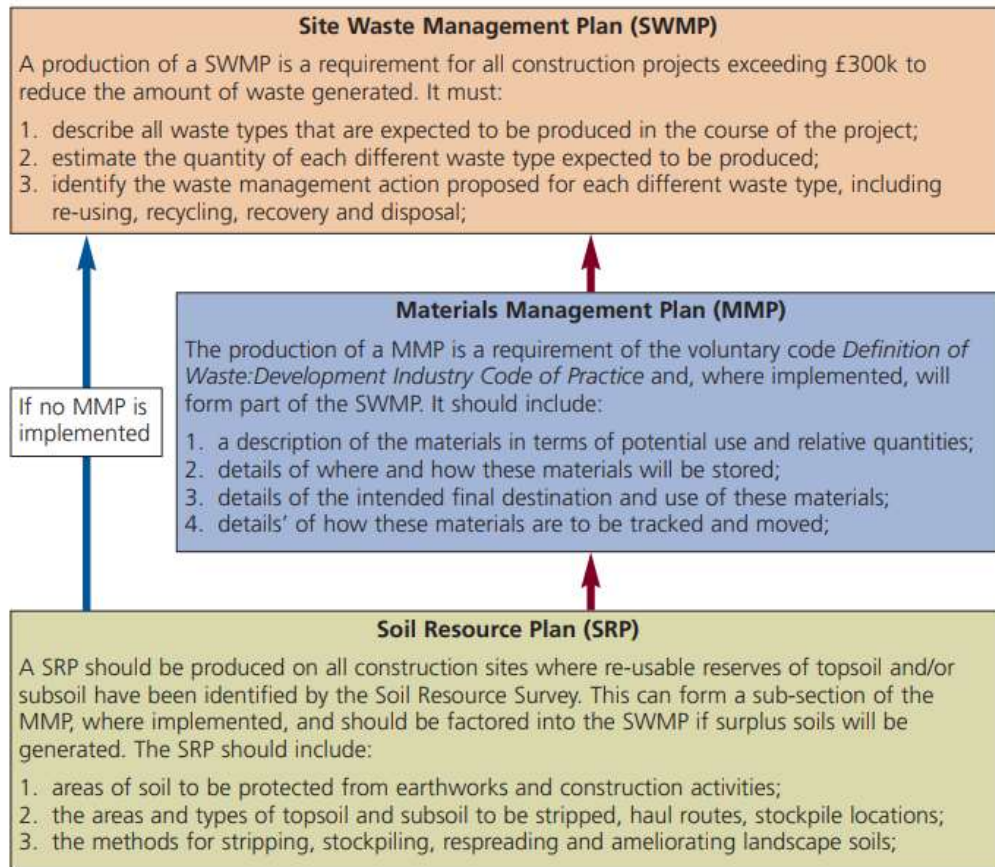 Site Waste Management Plan (SWMP)
A production of a SWMP is a requirement for all construction projects exceeding £300k to
reduce the amount of waste generated. It must:
1. describe all waste types that are expected to be produced in the course of the project;
2. estimate the quantity of each different waste type expected to be produced;
3. identify the waste management action proposed for each different waste type, including
re-using, recycling, recovery and disposal;
Materials Management Plan (MMP)
The production of a MMP is a requirement of the voluntary code Definition of
Waste:Development Industry Code of Practice and, where implemented, will
form part of the SWMP. It should include:
1. a description of the materials in terms of potential use and relative quantities;
2. details of where and how these materials will be stored;
3. details of the intended final destination and use of these materials;
4. details’ of how these materials are to be tracked and moved;
If no MMP is
implemented
Soil Resource Plan (SRP)
A SRP should be produced on all construction sites where re-usable reserves of topsoil and/or
subsoil have been identified by the Soil Resource Survey. This can form a sub-section of the
MMP, where implemented, and should be factored into the SWMP if surplus soils will be
generated. The SRP should include:
1. areas of soil to be protected from earthworks and construction activities;
2. the areas and types of topsoil and subsoil to be stripped, haul routes, stockpile locations;
3. the methods for stripping, stockpiling, respreading and ameliorating landscape soils;